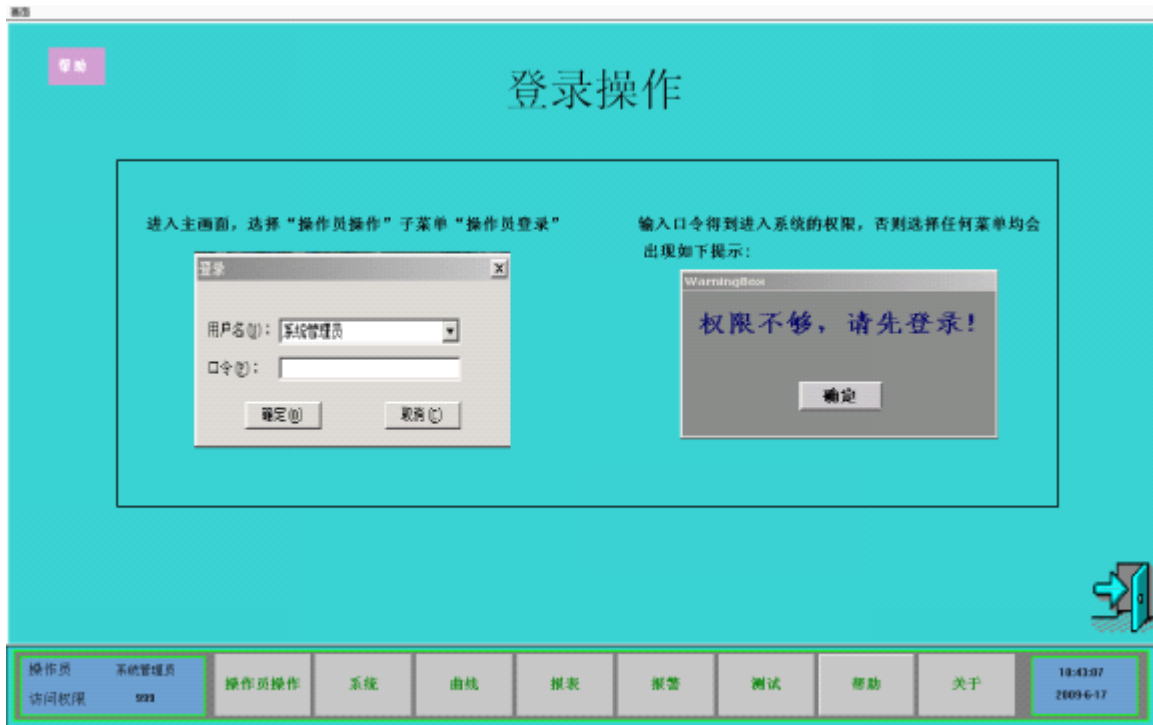 画面
帮助
登录操作
进入主画面，选择“操作员操作”子菜单“操作员登录”
输入口令得到进入系统的权限，否则选择任何菜单均会
出现如下提示：
登录
用户名(U)：系统管理员
口令(P)：
确定(O)
取消(C)
WarningBox
权限不够，请先登录!
确定
操作员 系统管理员
访问权限 999
操作员操作
系统
曲线
报表
报警
测试
帮助
关于
10:43:07
2009-6-17